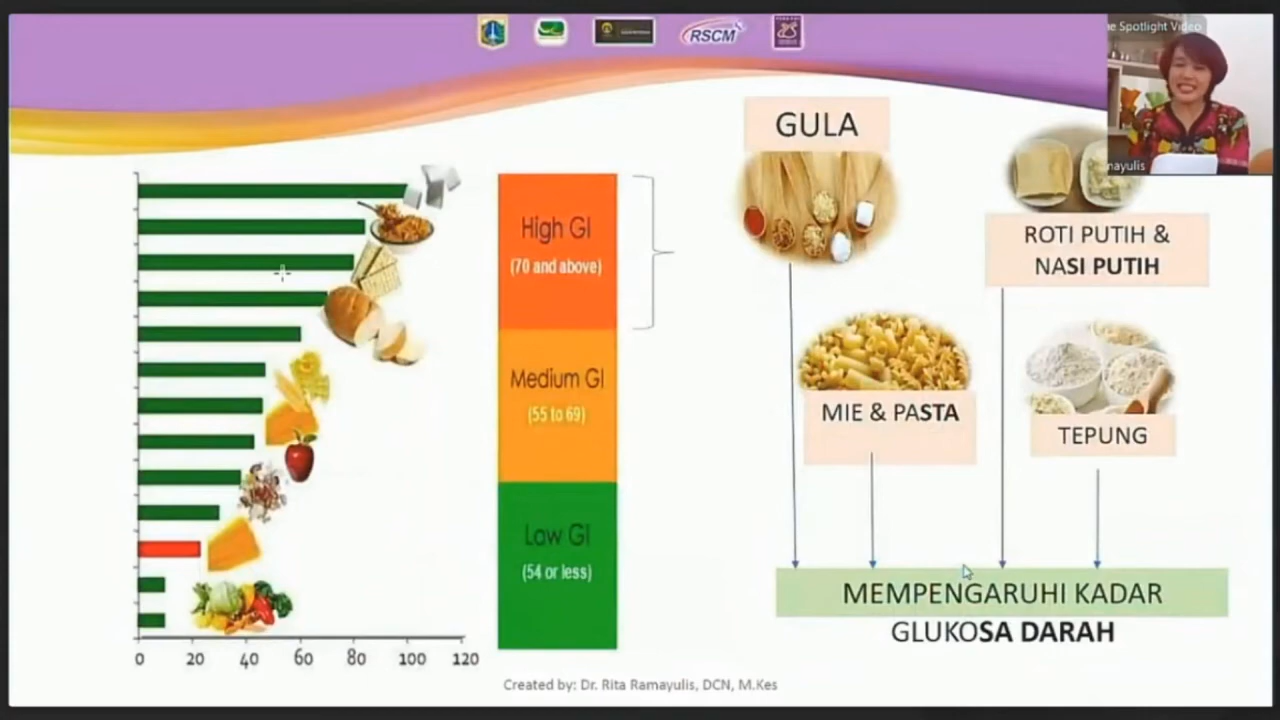 RSCM
e Spotlight Video
mayulis
GULA
ROTI PUTIH &
NASI PUTIH
High GI
(70 and above)
Medium GI
(55 to 69)
Low GI
(54 or less)
MIE & PASTA
TEPUNG
MEMPENGARUHI KADAR
GLUKOSA DARAH
0 20 40 60 80 100 120
Created by: Dr. Rita Ramayulis, DCN, M.Kes